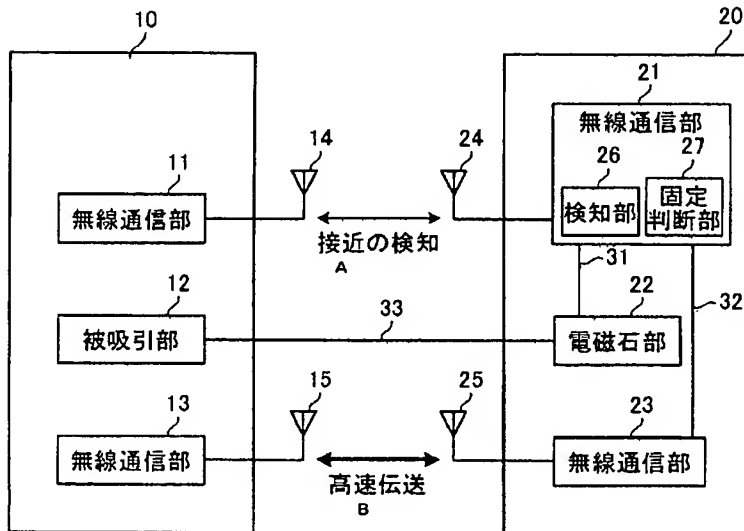 10
20
21
無線通信部
14
24
26
27
検知部
固定
判断部
11
無線通信部
接近の検知
A
31
32
12
被吸引部
33
22
電磁石部
15
25
13
無線通信部
23
無線通信部
高速伝送
B